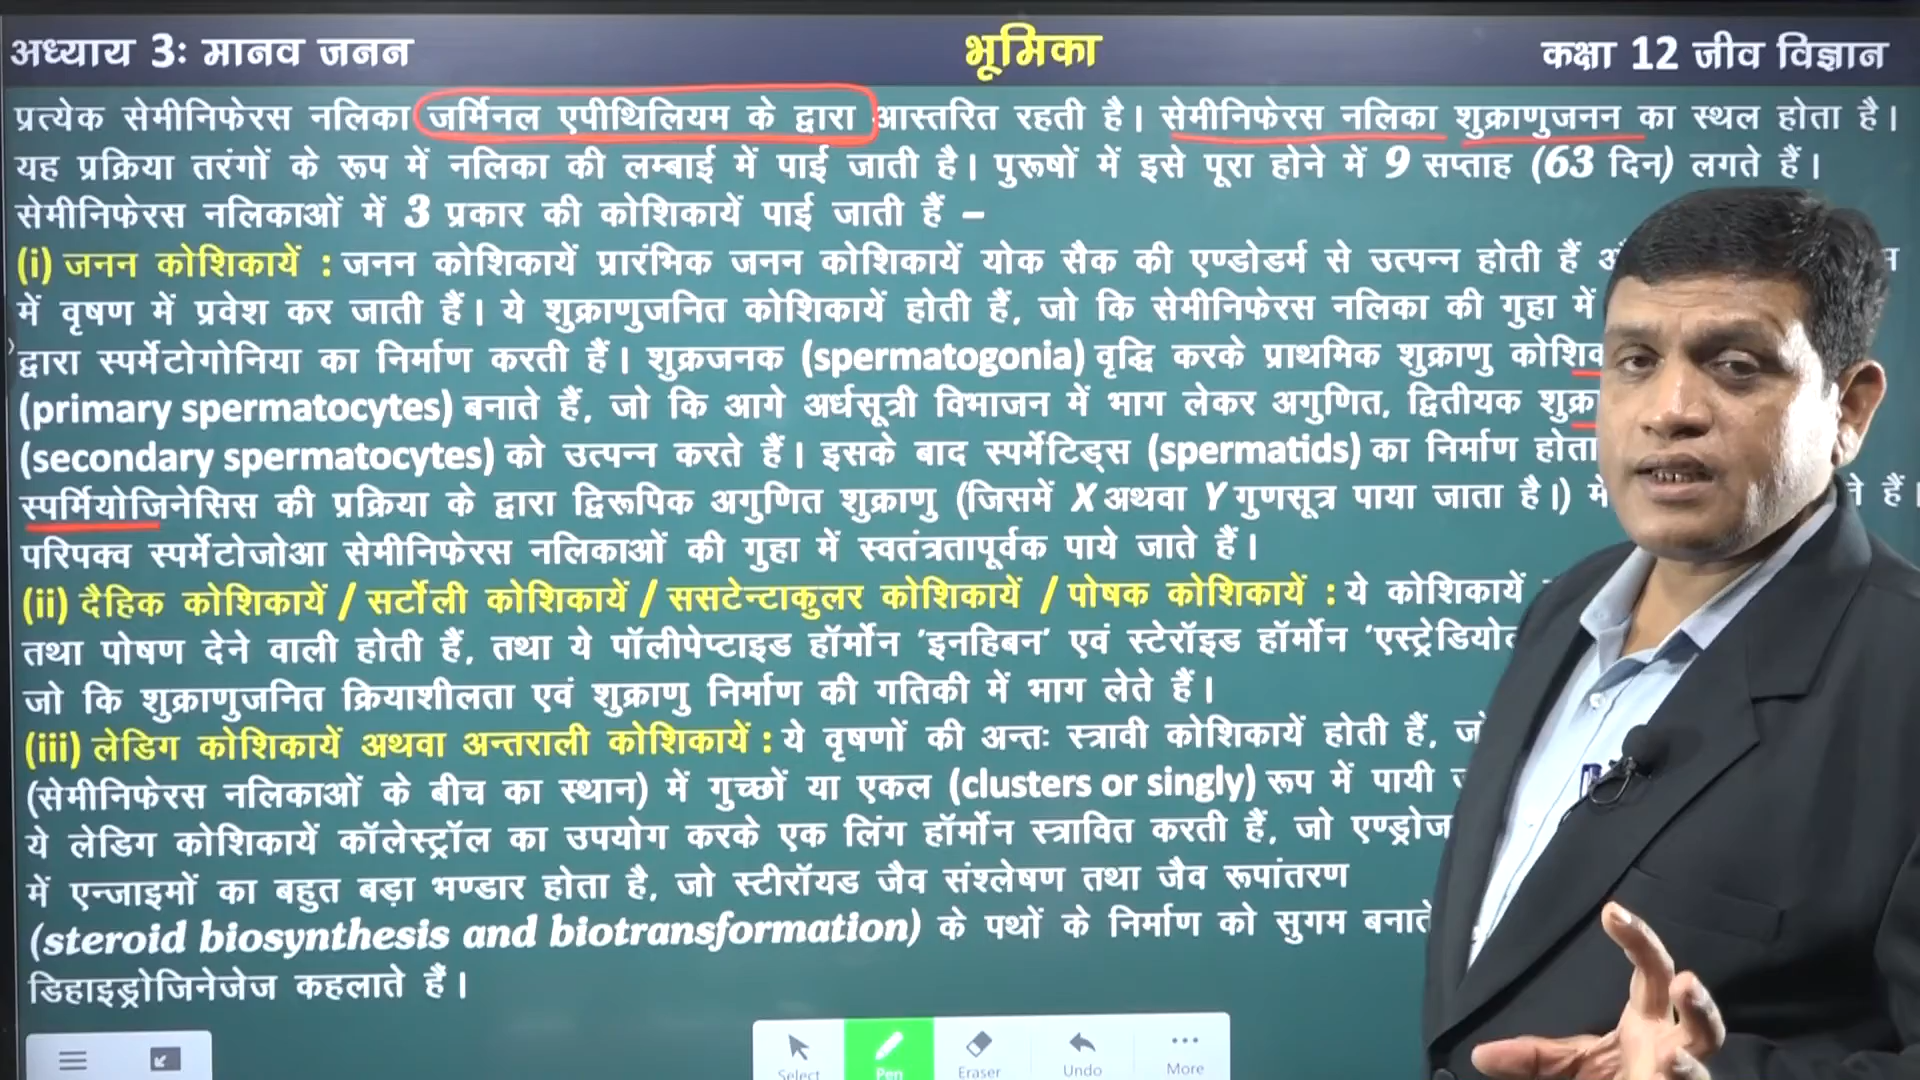 अध्याय 3: मानव जनन
भूमिका
कक्षा 12 जीव विज्ञान
प्रत्येक सेमीनिफेरस नलिका जर्मिनल एपीथिलियम के द्वारा आस्तरित रहती है। सेमीनिफेरस नलिका शुक्राणुजनन का स्थल होता है।
यह प्रक्रिया तरंगों के रूप में नलिका की लम्बाई में पाई जाती है। पुरूषों में इसे पूरा होने में 9 सप्ताह (63 दिन) लगते हैं।
सेमीनिफेरस नलिकाओं में 3 प्रकार की कोशिकायें पाई जाती हैं –
(i) जनन कोशिकायें : जनन कोशिकायें प्रारंभिक जनन कोशिकायें योक सैक की एण्डोडर्म से उत्पन्न होती हैं
में वृषण में प्रवेश कर जाती हैं। ये शुक्राणुजनित कोशिकायें होती हैं, जो कि सेमीनिफेरस नलिका की गुहा में
द्वारा स्पर्मेटोगोनिया का निर्माण करती हैं। शुक्रजनक (spermatogonia) वृद्धि करके प्राथमिक शुक्राणु
(primary spermatocytes) बनाते हैं, जो कि आगे अर्धसूत्री विभाजन में भाग लेकर अगुणित, द्वितीयक
(secondary spermatocytes) को उत्पन्न करते हैं। इसके बाद स्पर्मेटिड्स (spermatids) का निर्माण होता
स्पर्मियोजिनेसिस की प्रक्रिया के द्वारा द्विरूपिक अगुणित शुक्राणु (जिसमें X अथवा Y गुणसूत्र पाया जाता है।) में हैं।
परिपक्व स्पर्मेटोजोआ सेमीनिफेरस नलिकाओं की गुहा में स्वतंत्रतापूर्वक पाये जाते हैं।
(ii) दैहिक कोशिकायें / सर्टोली कोशिकायें / ससटेन्टाकुलर कोशिकायें / पोषक कोशिकायें : ये कोशिकायें
तथा पोषण देने वाली होती हैं, तथा ये पॉलीपेप्टाइड हॉर्मोन 'इनहिबन' एवं स्टेरॉइड हॉर्मोन
जो कि शुक्राणुजनित क्रियाशीलता एवं शुक्राणु निर्माण की गतिकी में भाग लेते हैं।
(iii) लेडिग कोशिकायें अथवा अन्तराली कोशिकायें : ये वृषणों की अन्तः स्त्रावी कोशिकायें होती हैं,
(सेमीनिफेरस नलिकाओं के बीच का स्थान) में गुच्छों या एकल (clusters or singly) रूप में पायी
ये लेडिग कोशिकायें कॉलेस्ट्रॉल का उपयोग करके एक लिंग हॉर्मोन स्त्रावित करती हैं, जो
में एन्जाइमों का बहुत बड़ा भण्डार होता है, जो स्टीरॉयड जैव संश्लेषण तथा जैव रूपांतरण
(steroid biosynthesis and biotransformation) के पथों के निर्माण को सुगम बनाते
डिहाइड्रोजिनेजेज कहलाते हैं।
Select Pen Eraser Undo More